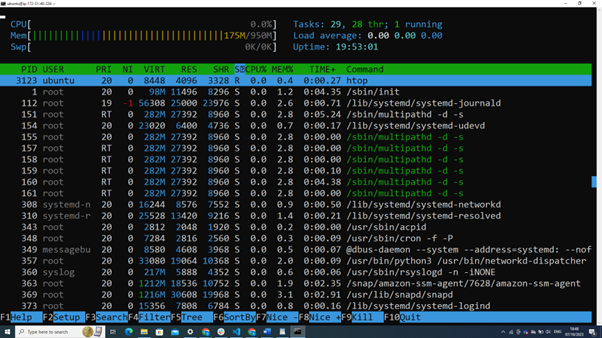 ubuntu@ip-172-31-40-226: ~
CPU[ 0.0%] Tasks: 29, 28 thr; 1 running
Mem[||||||||||||||||||||||||||||||||||||||||||175M/950M] Load average: 0.00 0.00 0.00
Swp[ 0K/0K] Uptime: 19:53:01
PID USER PRI NI VIRT RES SHR S CPU% MEM% TIME+ Command
3123 ubuntu 20 0 8448 4096 3328 R 0.0 0.4 0:00.27 htop
1 root 20 0 98M 11496 8296 S 0.0 1.2 0:04.35 /sbin/init
112 root 19 -1 56308 25000 23976 S 0.0 2.6 0:00.71 /lib/systemd/systemd-journald
151 root RT 0 282M 27392 8960 S 0.0 2.8 0:05.24 /sbin/multipathd -d -s
154 root 20 0 23020 6400 4736 S 0.0 0.7 0:00.17 /lib/systemd/systemd-udevd
155 root 20 0 282M 27392 8960 S 0.0 2.8 0:00.00 /sbin/multipathd -d -s
157 root RT 0 282M 27392 8960 S 0.0 2.8 0:00.00 /sbin/multipathd -d -s
158 root RT 0 282M 27392 8960 S 0.0 2.8 0:00.00 /sbin/multipathd -d -s
159 root RT 0 282M 27392 8960 S 0.0 2.8 0:00.10 /sbin/multipathd -d -s
160 root RT 0 282M 27392 8960 S 0.0 2.8 0:04.38 /sbin/multipathd -d -s
161 root RT 0 282M 27392 8960 S 0.0 2.8 0:00.00 /sbin/multipathd -d -s
308 systemd-n 20 0 16244 8576 7552 S 0.0 0.9 0:00.50 /lib/systemd/systemd-networkd
310 systemd-r 20 0 25528 13420 9216 S 0.0 1.4 0:00.21 /lib/systemd/systemd-resolved
343 root 20 0 2812 2048 1920 S 0.0 0.2 0:00.00 /usr/sbin/acpid
348 root 20 0 7284 2816 2560 S 0.0 0.3 0:00.09 /usr/sbin/cron -f -P
349 messagebu 20 0 8580 4608 3968 S 0.0 0.5 0:00.07 @dbus-daemon --system --address=systemd: --nof
357 root 20 0 33080 19064 10368 S 0.0 2.0 0:00.09 /usr/bin/python3 /usr/bin/networkd-dispatcher
360 syslog 20 0 217M 5888 4352 S 0.0 0.6 0:00.06 /usr/sbin/rsyslogd -n -iNONE
363 root 20 0 1212M 18536 10752 S 0.0 1.9 0:02.35 /snap/amazon-ssm-agent/7628/amazon-ssm-agent
369 root 20 0 1216M 30608 19968 S 0.0 3.1 0:02.91 /usr/lib/snapd/snapd
373 root 20 0 15356 7808 6784 S 0.0 0.8 0:00.16 /lib/systemd/systemd-logind
F1Help F2Setup F3SearchF4FilterF5Tree F6SortByF7Nice -F8Nice +F9Kill F10Quit
Type here to search